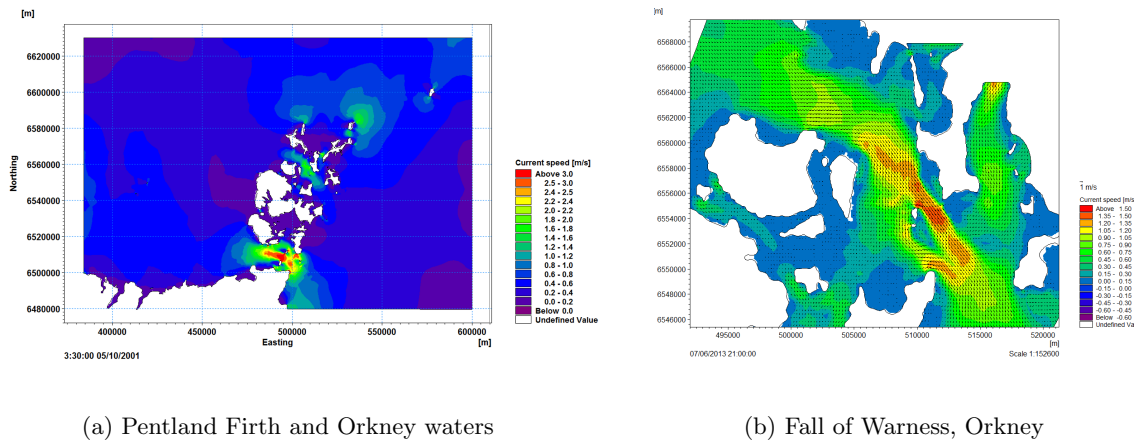 [m]
Northing
6620000
6600000
6580000
6560000
6540000
6520000
6500000
6480000
400000 450000 500000 550000 600000
Easting [m]
3:30:00 05/10/2001
Current speed [m/s]
Above 3.0
2.5 - 3.0
2.4 - 2.5
2.2 - 2.4
2.0 - 2.2
1.8 - 2.0
1.6 - 1.8
1.4 - 1.6
1.2 - 1.4
1.0 - 1.2
0.8 - 1.0
0.6 - 0.8
0.4 - 0.6
0.2 - 0.4
0.0 - 0.2
Below 0.0
Undefined Value
(a) Pentland Firth and Orkney waters
[m]
6568000
6566000
6564000
6562000
6560000
6558000
6556000
6554000
6552000
6550000
6548000
6546000
495000 500000 505000 510000 515000 520000
[m]
07/06/2013 21:00:00 Scale 1:152600
1 m/s
Current speed [m/s
Above 1.50
1.35 - 1.50
1.20 - 1.35
1.05 - 1.20
0.90 - 1.05
0.75 - 0.90
0.60 - 0.75
0.45 - 0.60
0.30 - 0.45
0.15 - 0.30
0.00 - 0.15
-0.15 - 0.00
-0.30 - -0.15
-0.45 - -0.30
-0.60 - -0.45
Below -0.60
Undefined Val
(b) Fall of Warness, Orkney